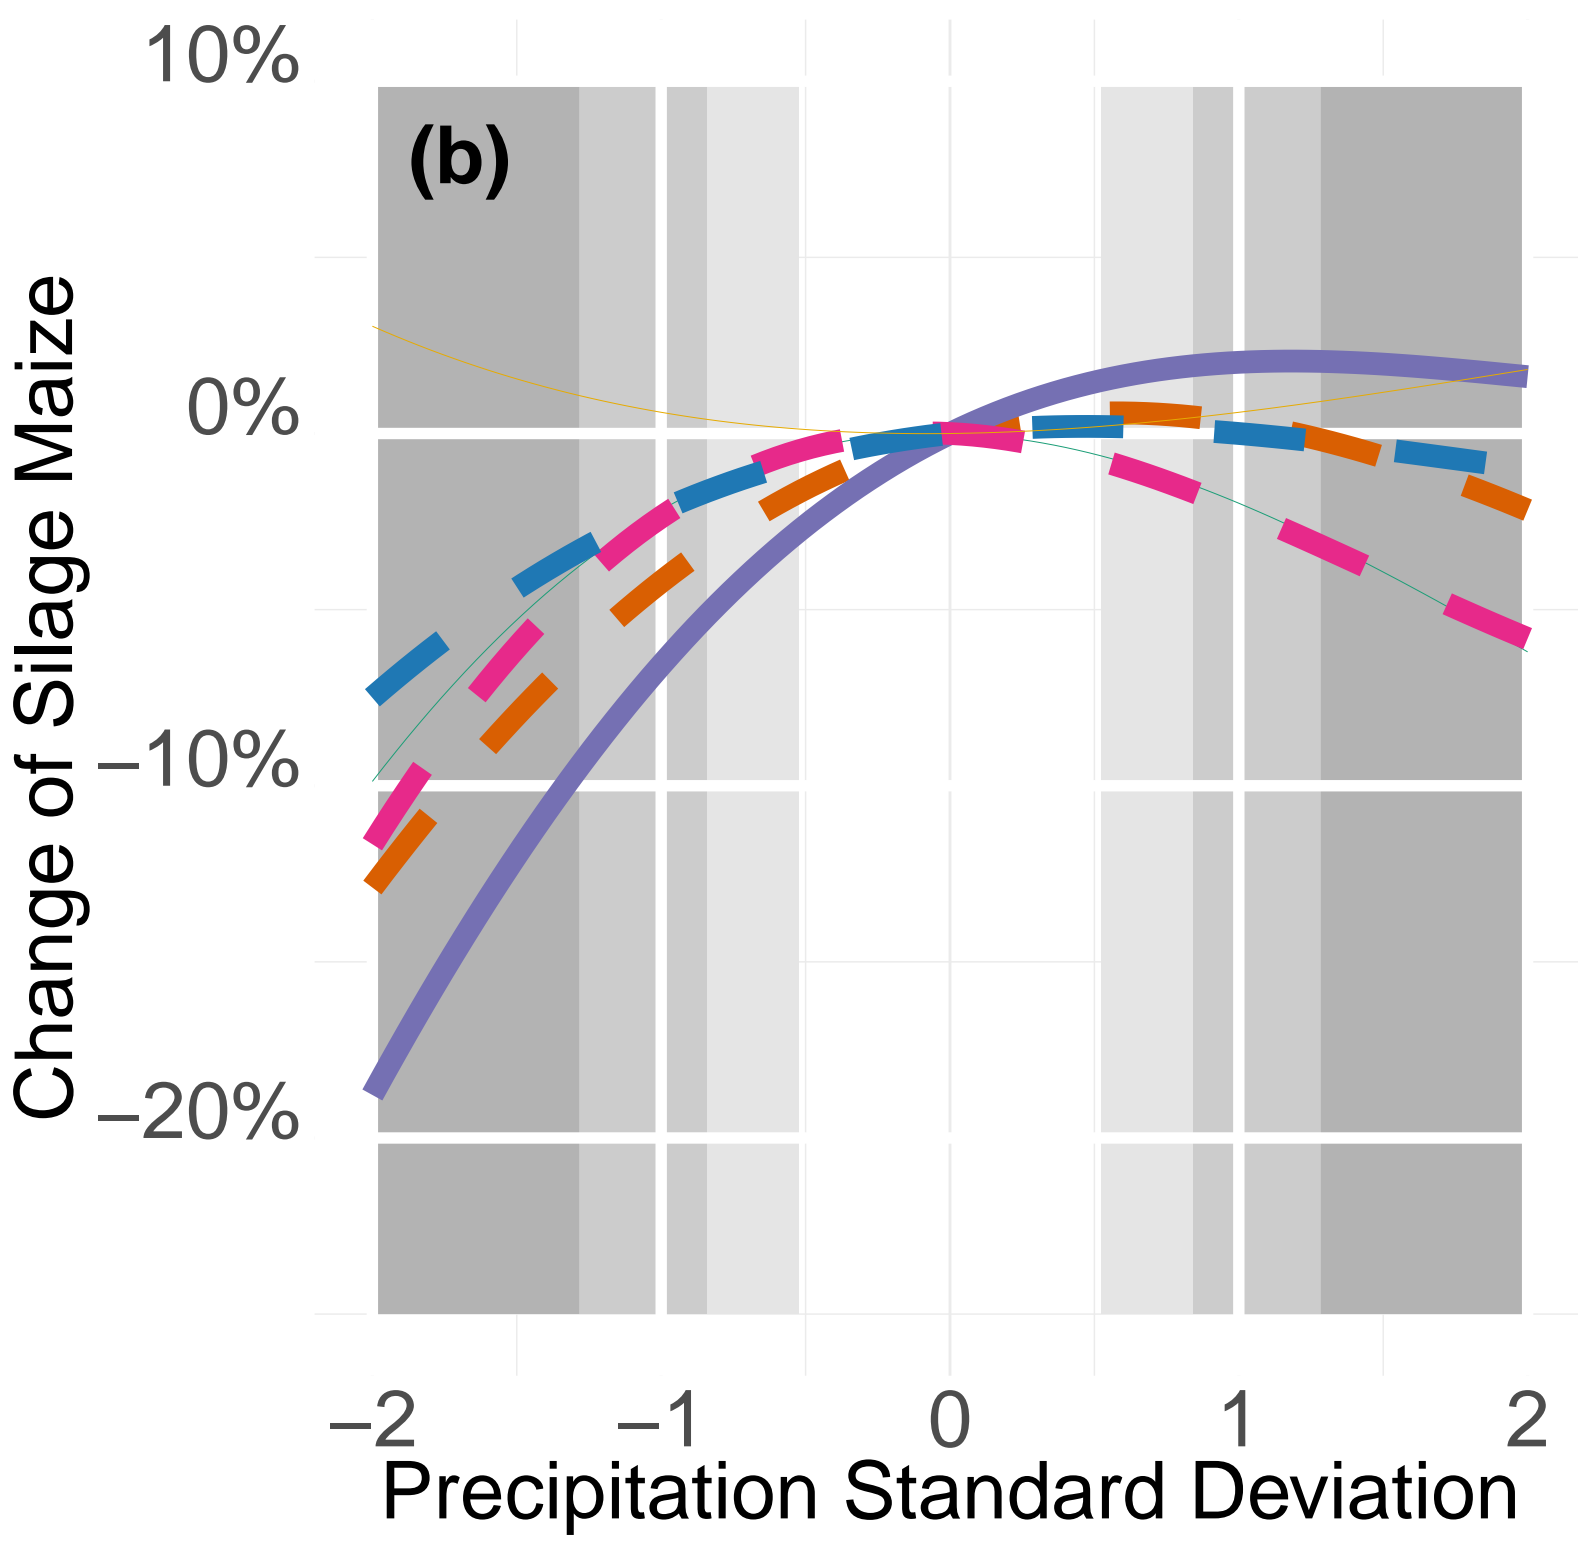 10%
(b)
0%
−10%
−20%
Change of Silage Maize
−2 −1 0 1 2
Precipitation Standard Deviation